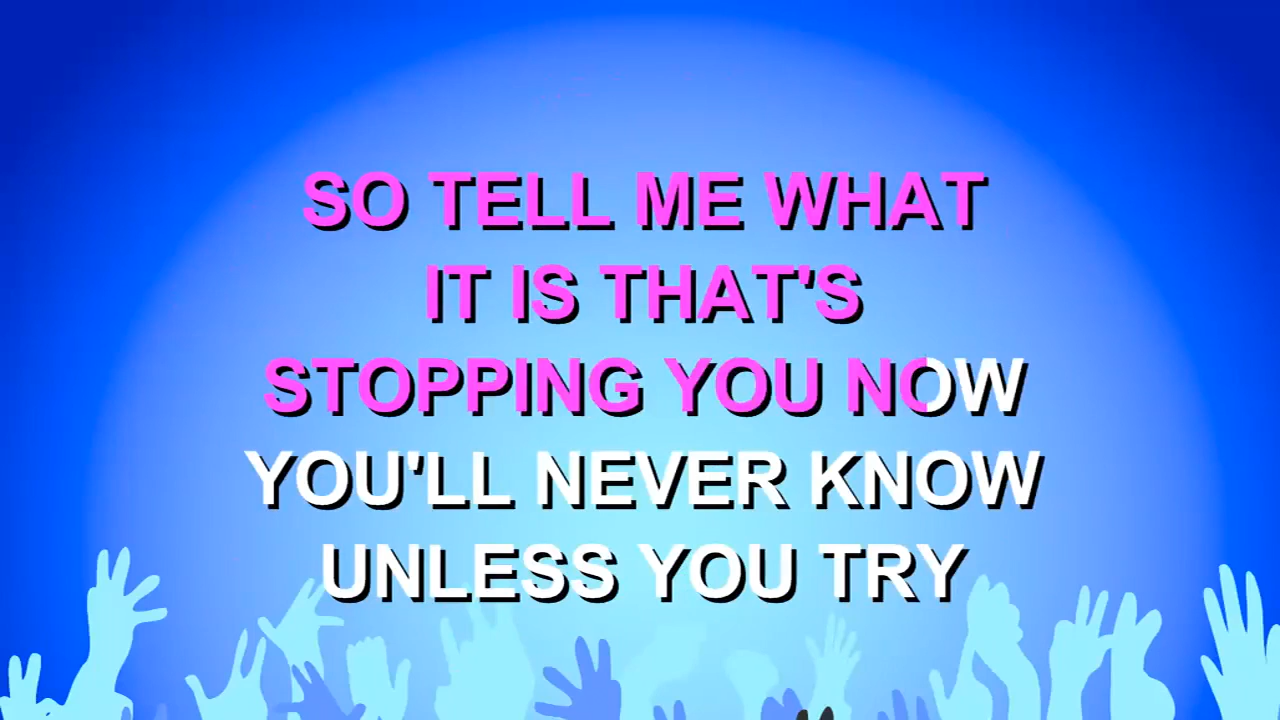 SO TELL ME WHAT
IT IS THAT'S
STOPPING YOU NOW
YOU'LL NEVER KNOW
UNLESS YOU TRY